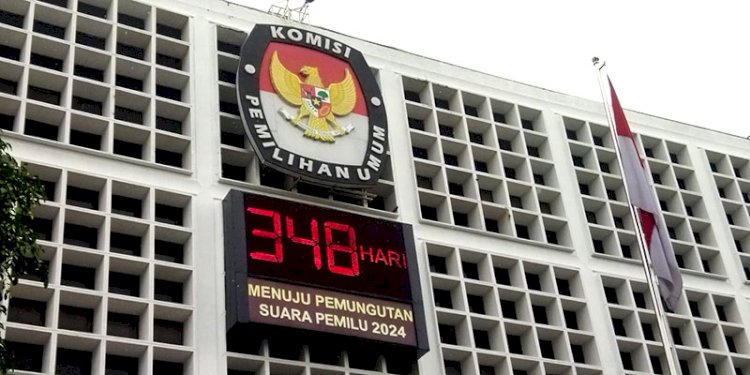 KOMISI
PEMILIHAN UMUM
348 HARI
MENUJU PEMUNGUTAN
SUARA PEMILU 2024